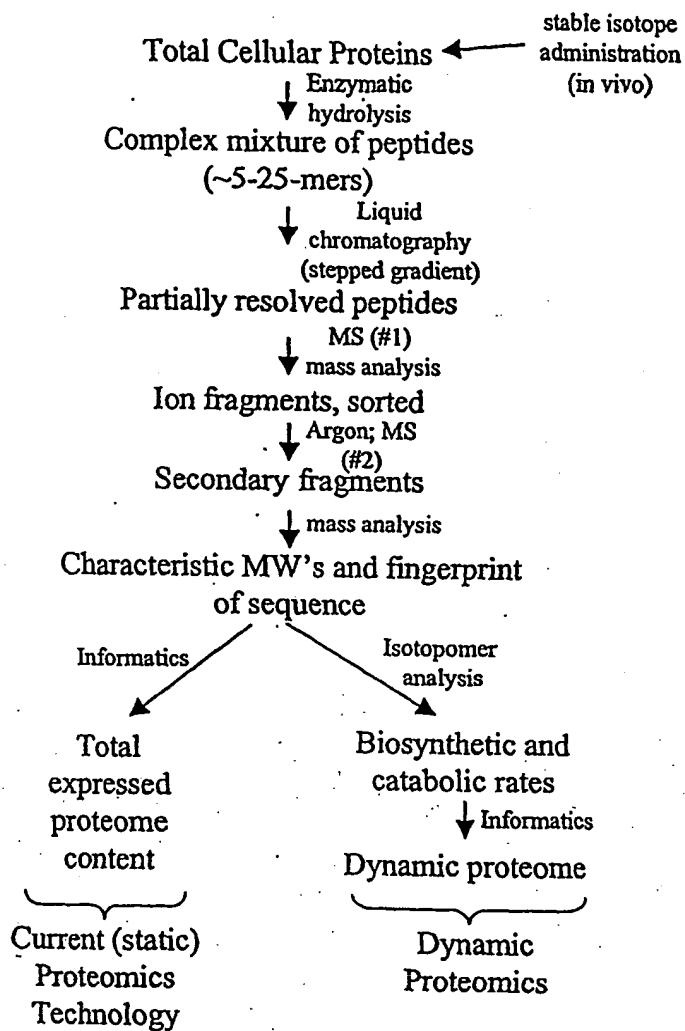 stable isotope
administration
(in vivo)
Total Cellular Proteins
Enzymatic
hydrolysis
Complex mixture of peptides
(~5-25-mers)
Liquid
chromatography
(stepped gradient)
Partially resolved peptides
MS (#1)
mass analysis
Ion fragments, sorted
Argon; MS
(#2)
Secondary fragments
mass analysis
Characteristic MW's and fingerprint
of sequence
Informatics
Isotopomer
analysis
Total
expressed
proteome
content
Biosynthetic and
catabolic rates
Informatics
Dynamic proteome
Current (static)
Proteomics
Technology
Dynamic
Proteomics